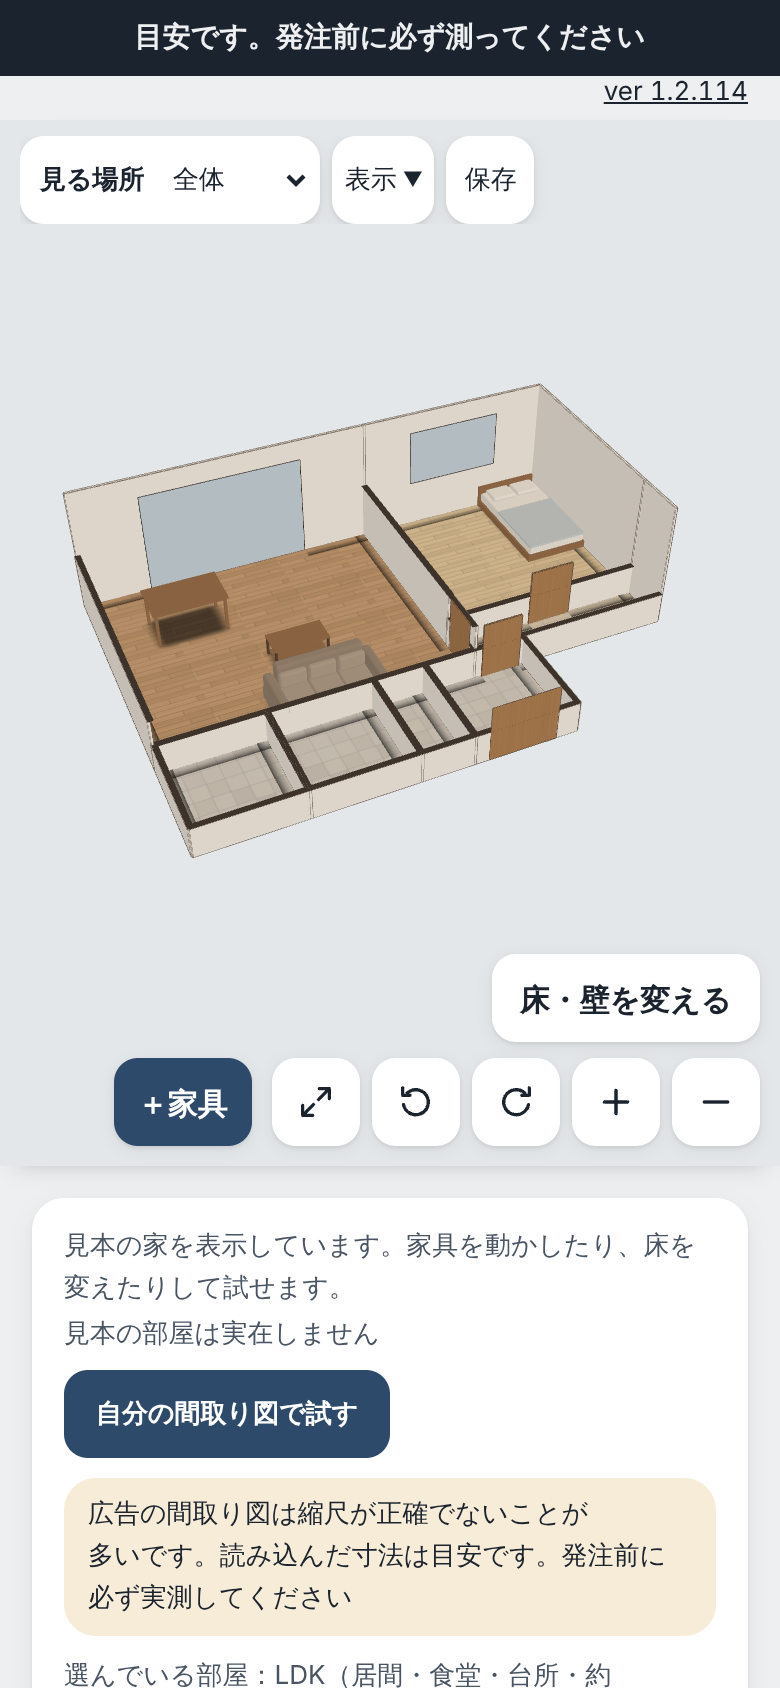 目安です。発注前に必ず測ってください
ver 1.2.114
見る場所 全体
表示 ▼
保存
床・壁を変える
＋家具
見本の家を表示しています。家具を動かしたり、床を
変えたりして試せます。
見本の部屋は実在しません
自分の間取り図で試す
広告の間取り図は縮尺が正確でないことが
多いです。読み込んだ寸法は目安です。発注前に
必ず実測してください
選んでいる部屋：LDK（居間・食堂・台所・約